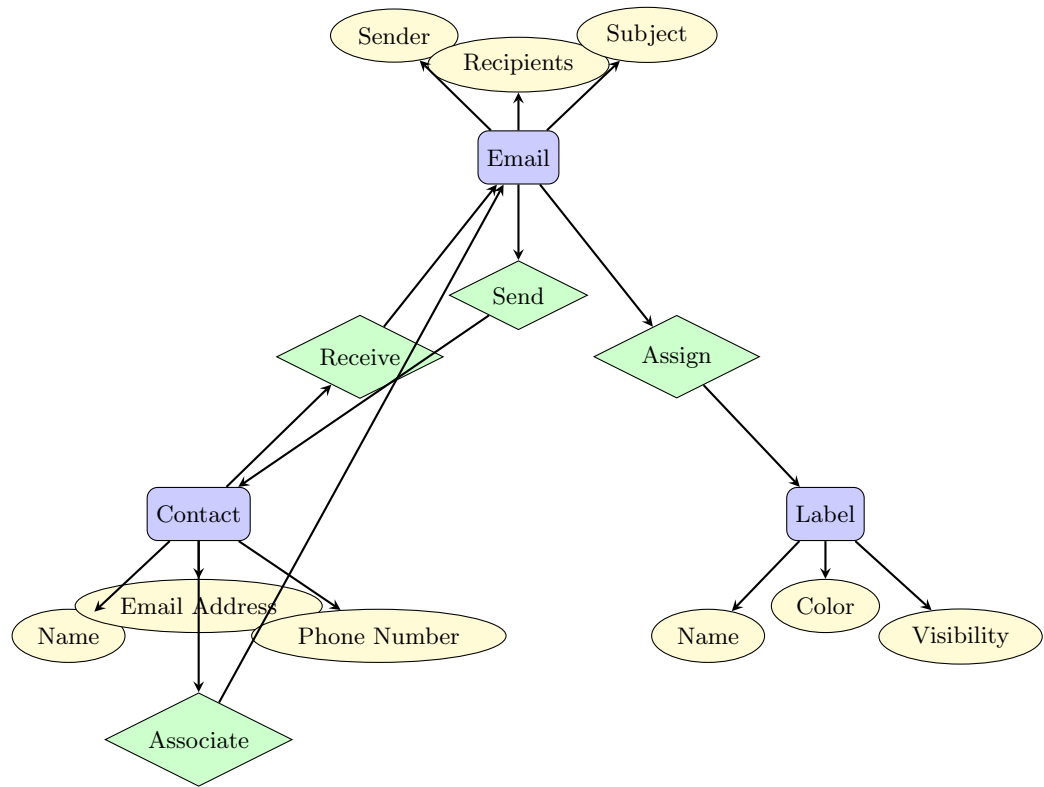 Sender
Subject
Recipients
Email
Send
Receive
Assign
Contact
Label
Email Address
Color
Name
Phone Number
Name
Visibility
Associate